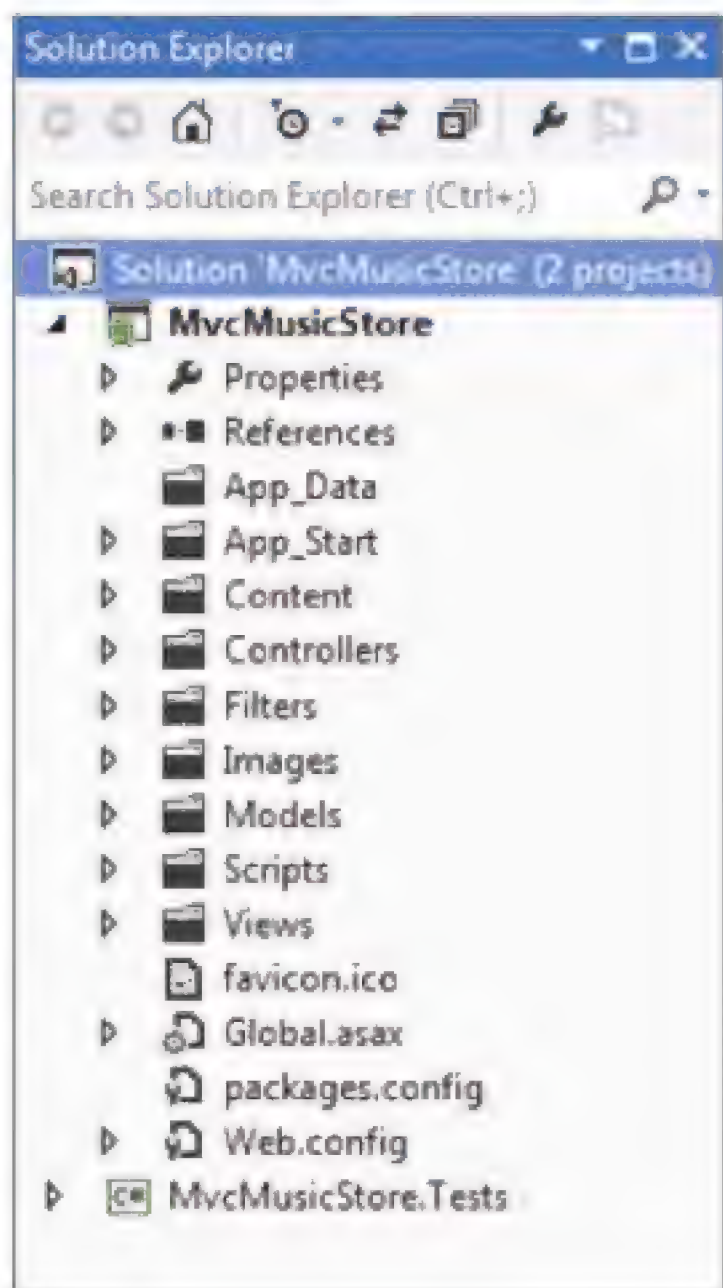 Solution Explorer
Search Solution Explorer (Ctrl+;)
Solution 'MvcMusicStore' (2 projects)
MvcMusicStore
Properties
References
App_Data
App_Start
Content
Controllers
Filters
Images
Models
Scripts
Views
favicon.ico
Global.asax
packages.config
Web.config
C# MvcMusicStore.Tests